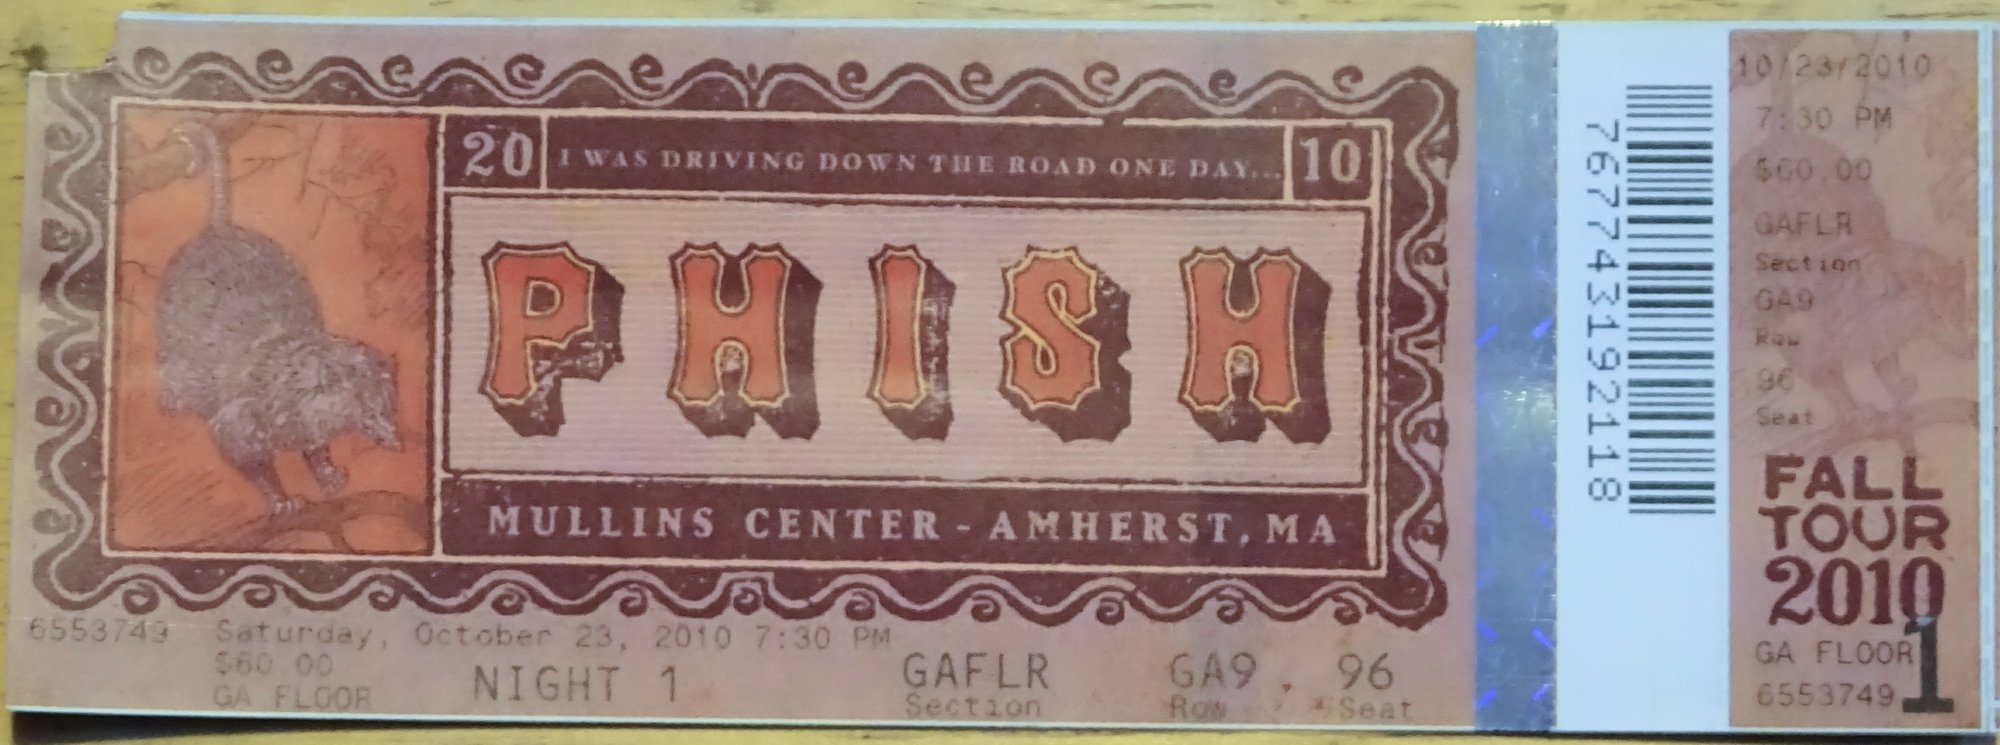 20 I WAS DRIVING DOWN THE ROAD ONE DAY... 10
PHISH
MULLINS CENTER - AMHERST, MA
6553749 Saturday, October 23, 2010 7:30 PM
$60.00
GA FLOOR
NIGHT 1
GAFLR GA9 96
Section Row Seat
767743192118
10/23/2010
7:30 PM
$60.00
GAFLR
Section
GA9
Row
96
Seat
FALL
TOUR
2010
GA FLOOR
6553749
1